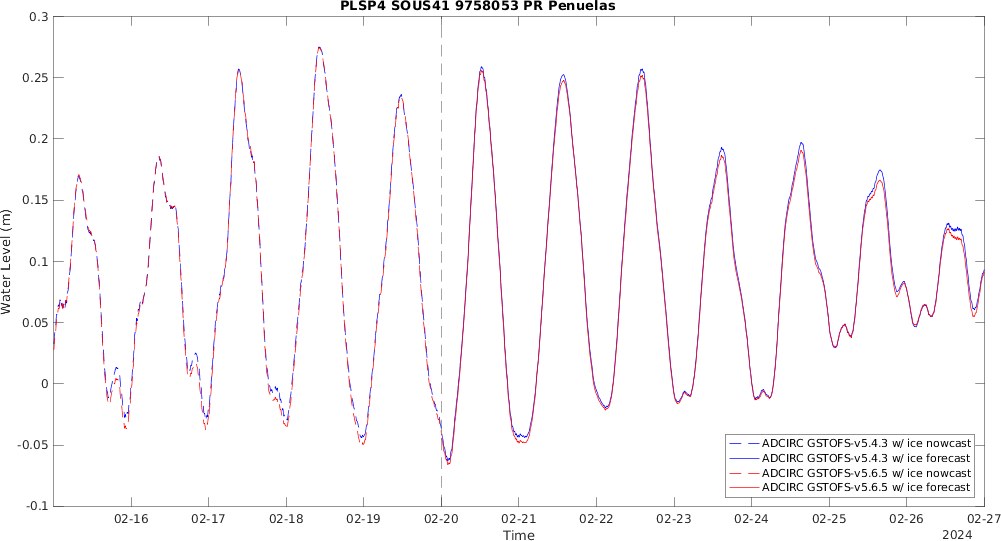 PLSP4 SOUS41 9758053 PR Penuelas
0.3
0.25
0.2
0.15
0.1
0.05
0
-0.05
-0.1
Water Level (m)
ADCIRC GSTOFS-v5.4.3 w/ ice nowcast
ADCIRC GSTOFS-v5.4.3 w/ ice forecast
ADCIRC GSTOFS-v5.6.5 w/ ice nowcast
ADCIRC GSTOFS-v5.6.5 w/ ice forecast
02-16 02-17 02-18 02-19 02-20 02-21 02-22 02-23 02-24 02-25 02-26 02-27
Time
2024